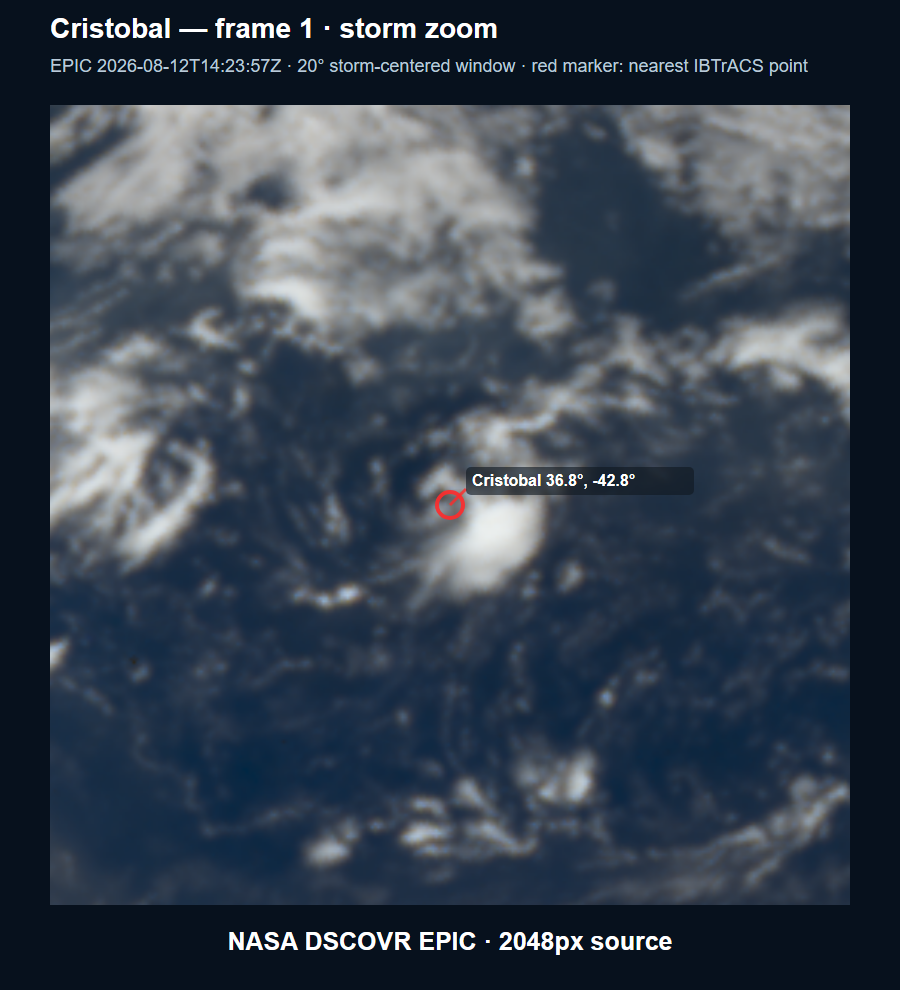 Cristobal — frame 1 · storm zoom
EPIC 2026-08-12T14:23:57Z · 20° storm-centered window · red marker: nearest IBTrACS point
Cristobal 36.8°, -42.8°
NASA DSCOVR EPIC · 2048px source